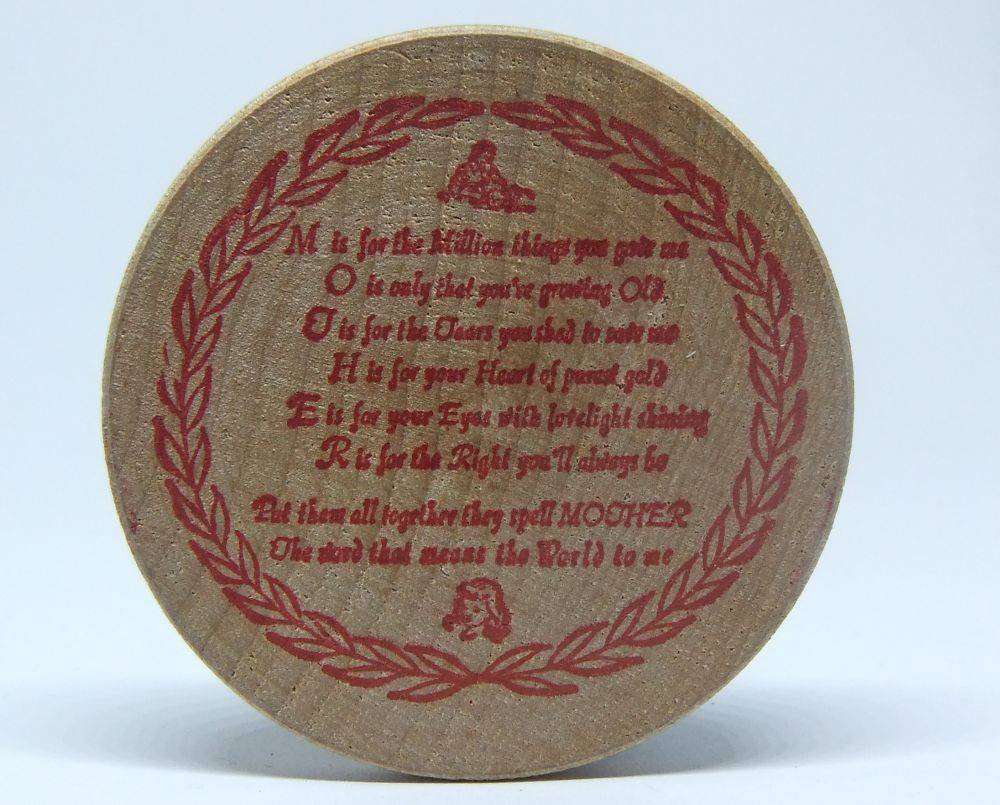 M is for the Million things you gave me
O is only that you're growing Old
T is for the Tears you shed to save me
H is for your Heart of purest gold
E is for your Eyes with lovelight shining
R is for the Right you'll always be
Put them all together they spell MOTHER
The word that means the World to me